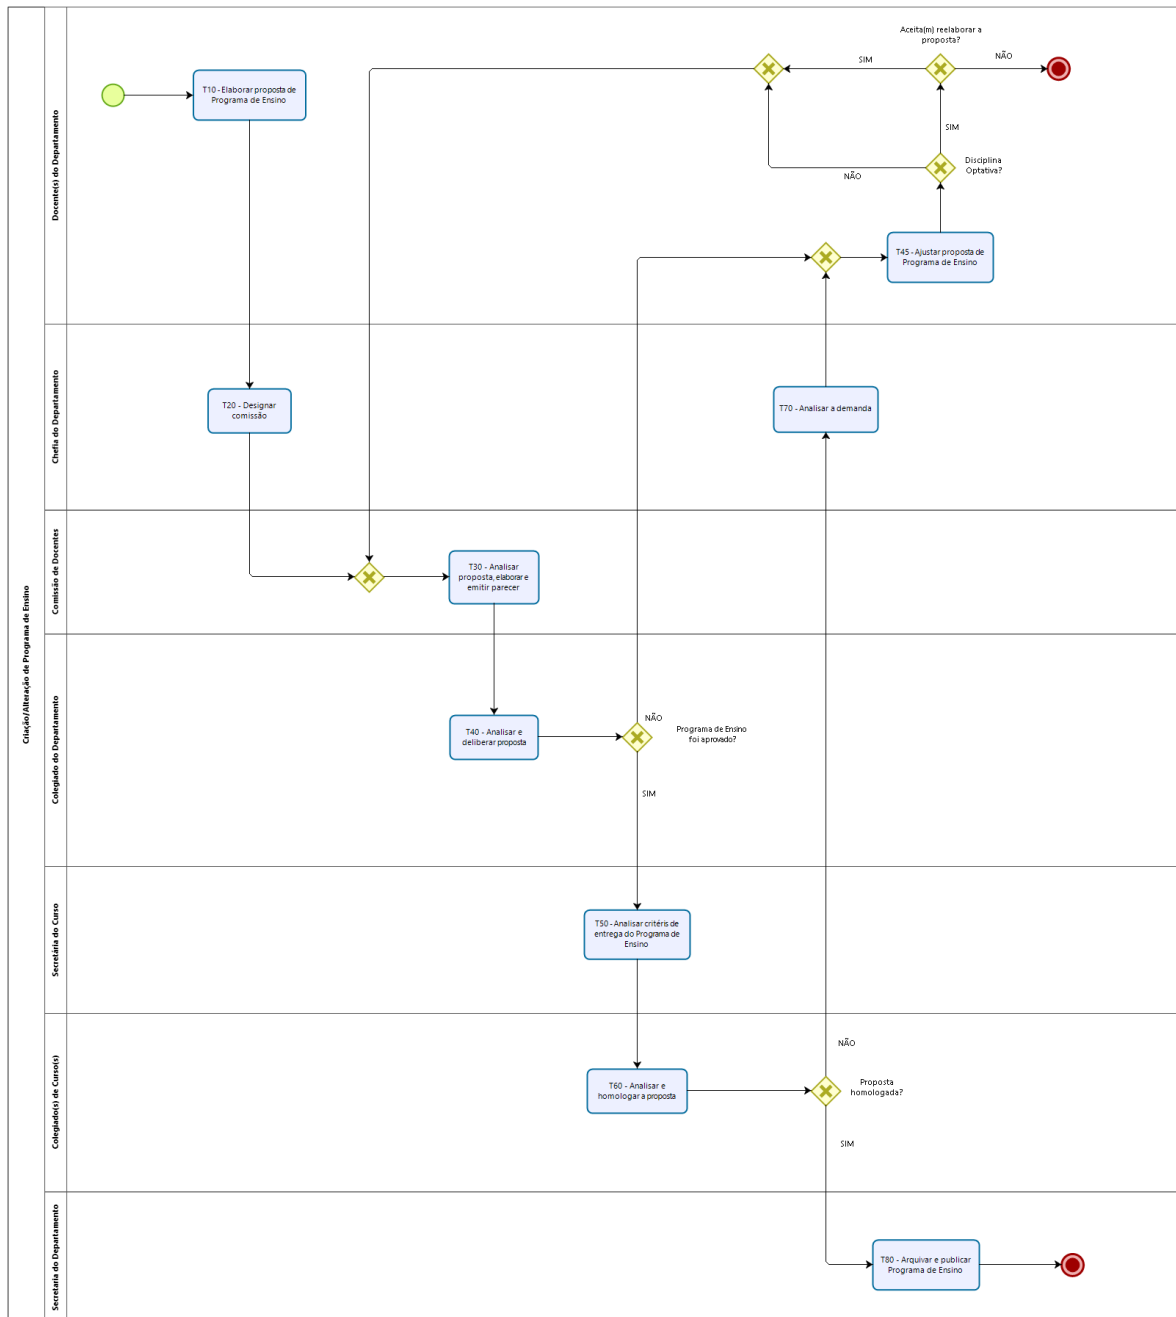 Criação/Alteração de Programa de Ensino
Docente(s) do Departamento
Aceita(m) reelaborar a
proposta?
SIM
NÃO
T10 - Elaborar proposta de
Programa de Ensino
SIM
Disciplina
Optativa?
NÃO
T45 - Ajustar proposta de
Programa de Ensino
Chefia do Departamento
T20 - Designar
comissão
T70 - Analisar a demanda
Comissão de Docentes
T30 - Analisar
proposta, elaborar e
emitir parecer
Colegiado do Departamento
T40 - Analisar e
deliberar proposta
NÃO
Programa de Ensino
foi aprovado?
SIM
Secretária do Curso
T50 - Analisar critéris de
entrega do Programa de
Ensino
Colegiado(s) de Curso(s)
T60 - Analisar e
homologar a proposta
NÃO
Proposta
homologada?
SIM
Secretaria do Departamento
T80 - Arquivar e publicar
Programa de Ensino